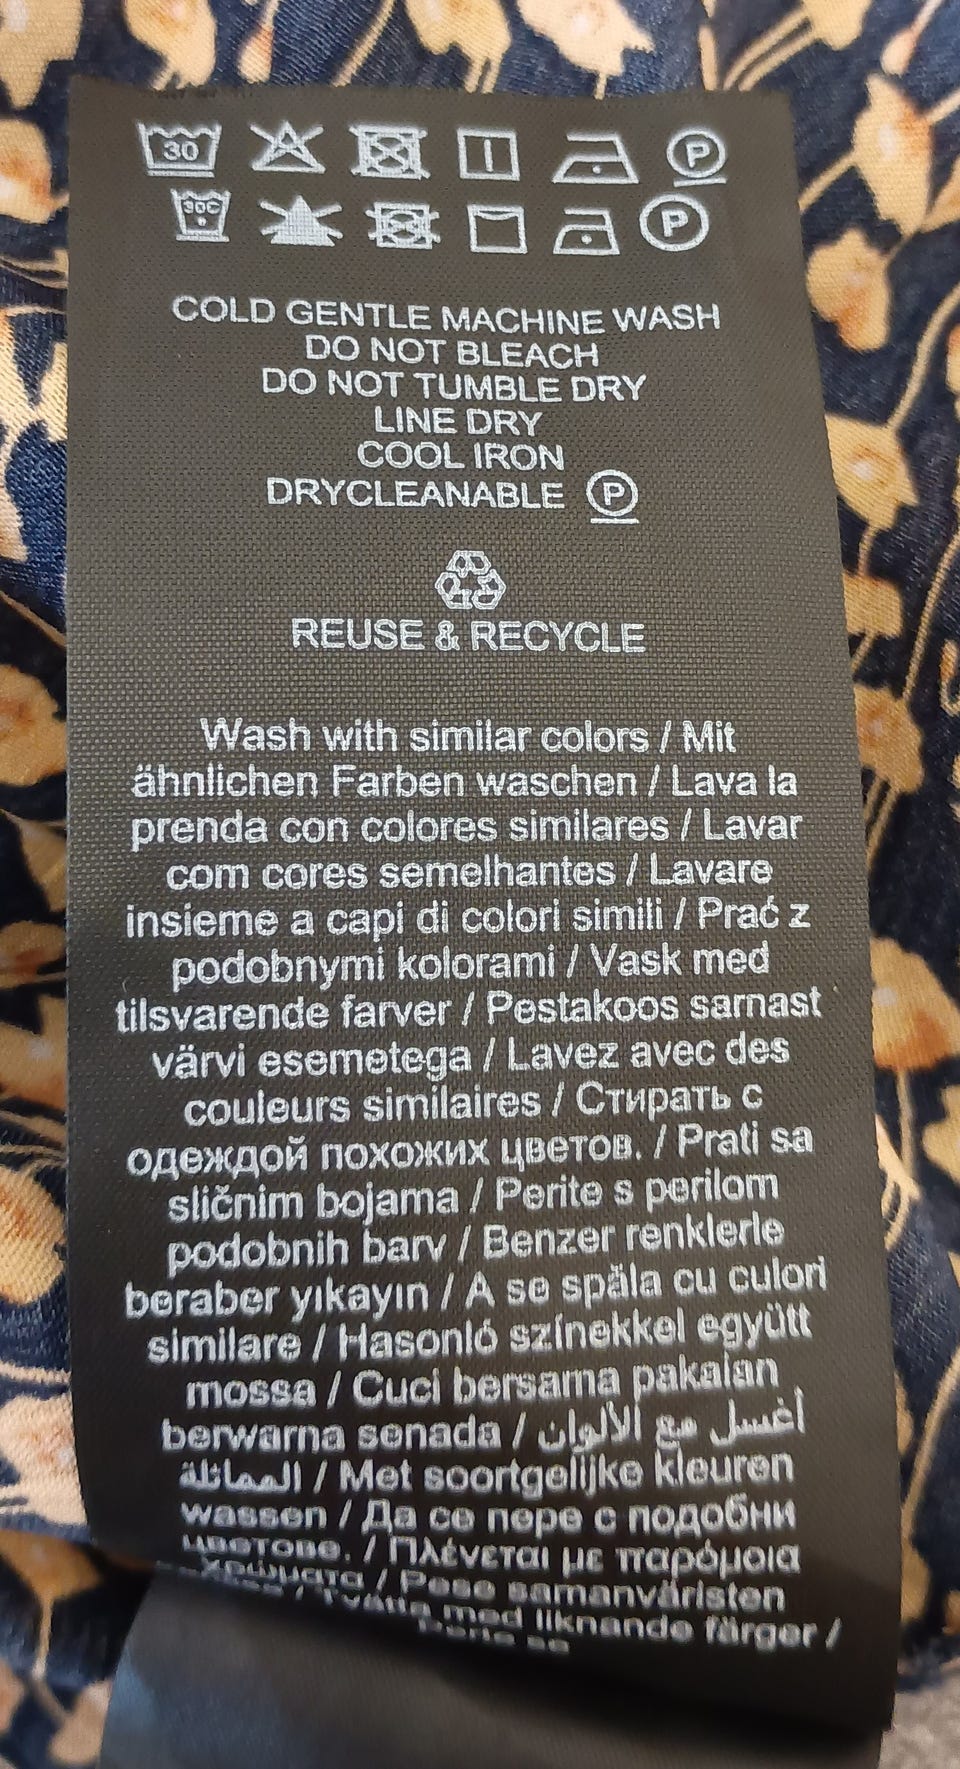 30 P
30C P
COLD GENTLE MACHINE WASH
DO NOT BLEACH
DO NOT TUMBLE DRY
LINE DRY
COOL IRON
DRYCLEANABLE P
REUSE & RECYCLE
Wash with similar colors / Mit
ähnlichen Farben waschen / Lava la
prenda con colores similares / Lavar
com cores semelhantes / Lavare
insieme a capi di colori simili / Prać z
podobnymi kolorami / Vask med
tilsvarende farver / Pestakoos sarnast
värvi esemetega / Lavez avec des
couleurs similaires / Стирать с
одеждой похожих цветов. / Prati sa
sličnim bojama / Perite s perilom
podobnih barv / Benzer renklerle
beraber yıkayın / A se spăla cu culori
similare / Hasonló színekkel együtt
mossa / Cuci bersama pakaian
berwarna senada / أغسل مع الألوان
المماثلة / Met soortgelijke kleuren
wassen / Да се пере с подобни
цветове. / Πλένεται με παρόμοια
χρώματα / Pese samanväristen
/ Tvätta med liknande färger /